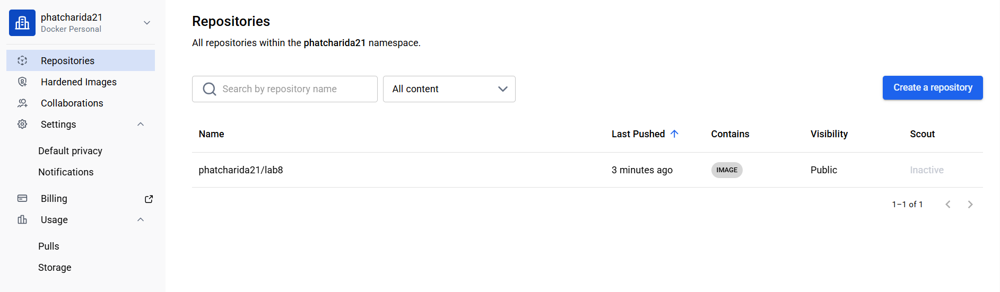 phatcharida21
Docker Personal
Repositories
Hardened Images
Collaborations
Settings
Default privacy
Notifications
Billing
Usage
Pulls
Storage
Repositories
All repositories within the phatcharida21 namespace.
Search by repository name
All content
Create a repository
Name Last Pushed Contains Visibility Scout
phatcharida21/lab8 3 minutes ago IMAGE Public Inactive
1–1 of 1